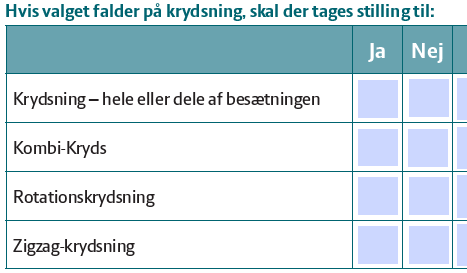 Hvis valget falder på krydsning, skal der tages stilling til:
Ja Nej
Krydsning – hele eller dele af besætningen
Kombi-Kryds
Rotationskrydsning
Zigzag-krydsning